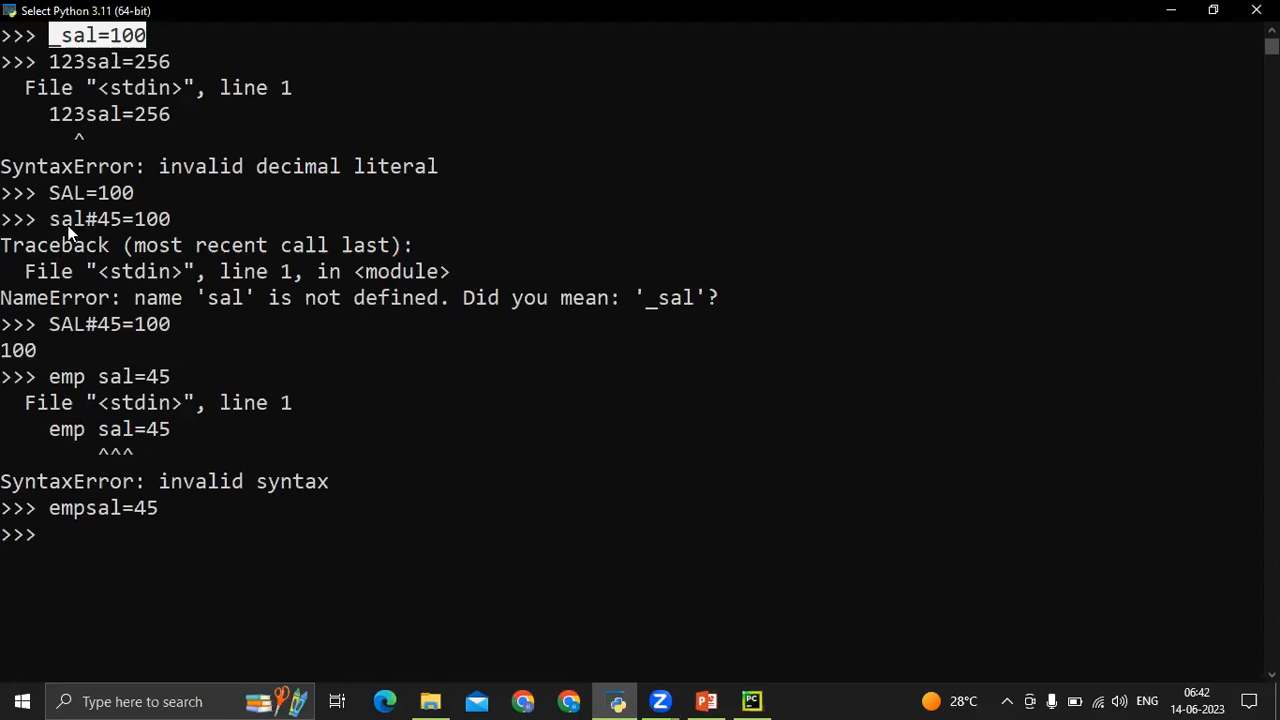 Select Python 3.11 (64-bit)
>>> _sal=100
>>> 123sal=256
  File "<stdin>", line 1
    123sal=256
      ^
SyntaxError: invalid decimal literal
>>> SAL=100
>>> sal#45=100
Traceback (most recent call last):
  File "<stdin>", line 1, in <module>
NameError: name 'sal' is not defined. Did you mean: '_sal'?
>>> SAL#45=100
100
>>> emp sal=45
  File "<stdin>", line 1
    emp sal=45
        ^^^
SyntaxError: invalid syntax
>>> empsal=45
>>>
Type here to search
28°C
ENG
08:42
14-06-2023